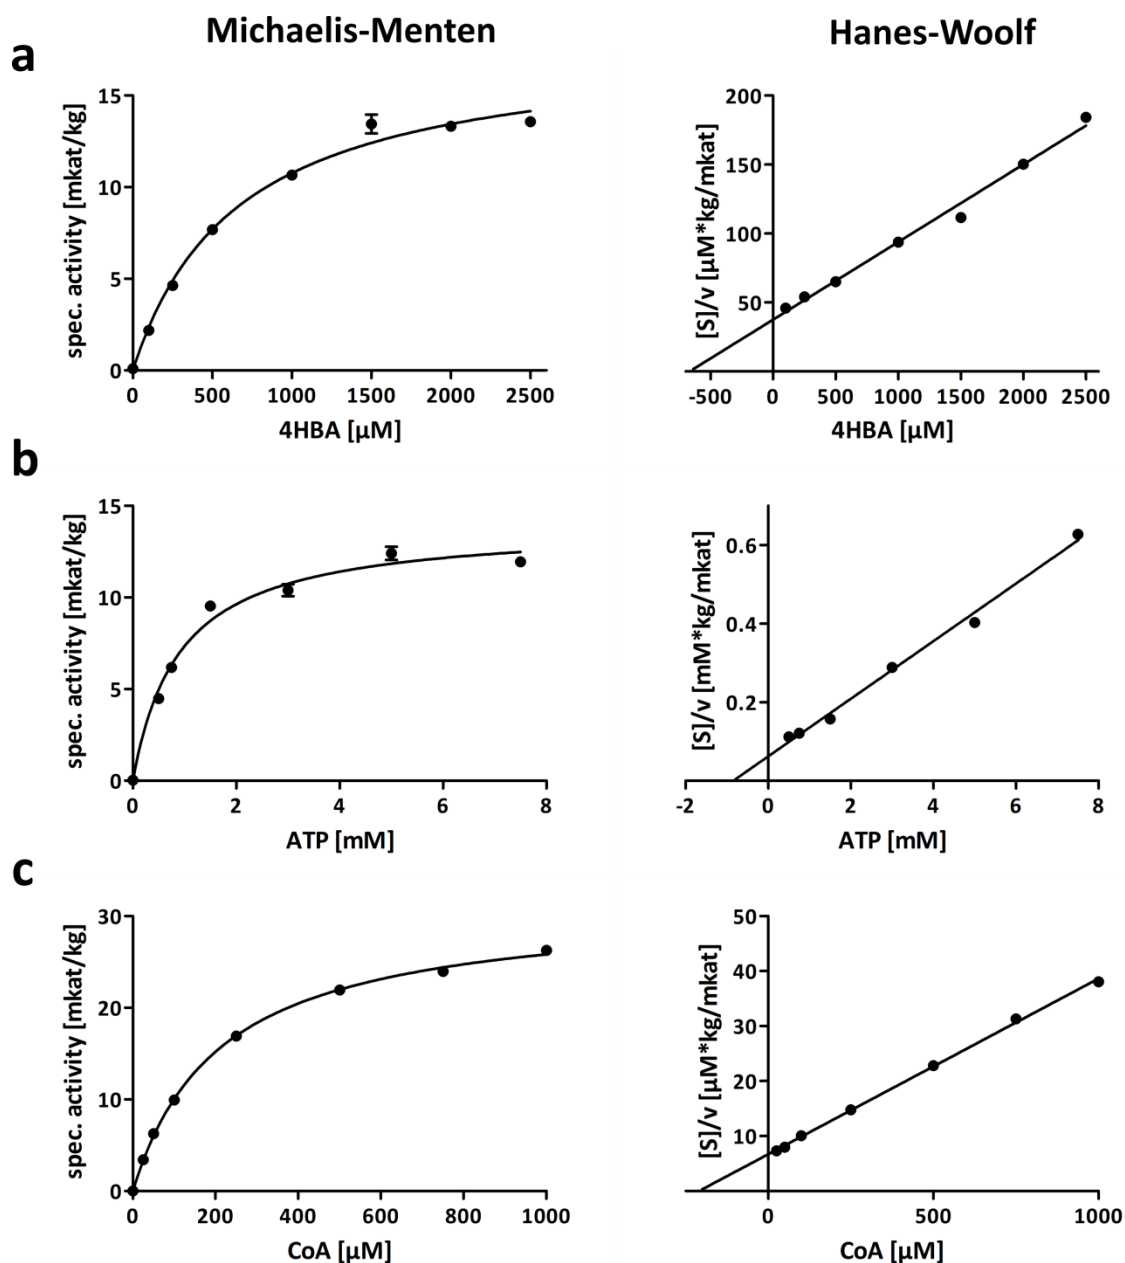 Michaelis-Menten
Hanes-Woolf
a
spec. activity [mkat/kg]
15
10
5
0
0 500 1000 1500 2000 2500
4HBA [µM]
[S]/v [µM*kg/mkat]
200
150
100
50
-500 0 500 1000 1500 2000 2500
4HBA [µM]
b
spec. activity [mkat/kg]
15
10
5
0
0 2 4 6 8
ATP [mM]
[S]/v [mM*kg/mkat]
0.6
0.4
0.2
-2 0 2 4 6 8
ATP [mM]
c
spec. activity [mkat/kg]
30
20
10
0
0 200 400 600 800 1000
CoA [µM]
[S]/v [µM*kg/mkat]
50
40
30
20
10
0 500 1000
CoA [µM]